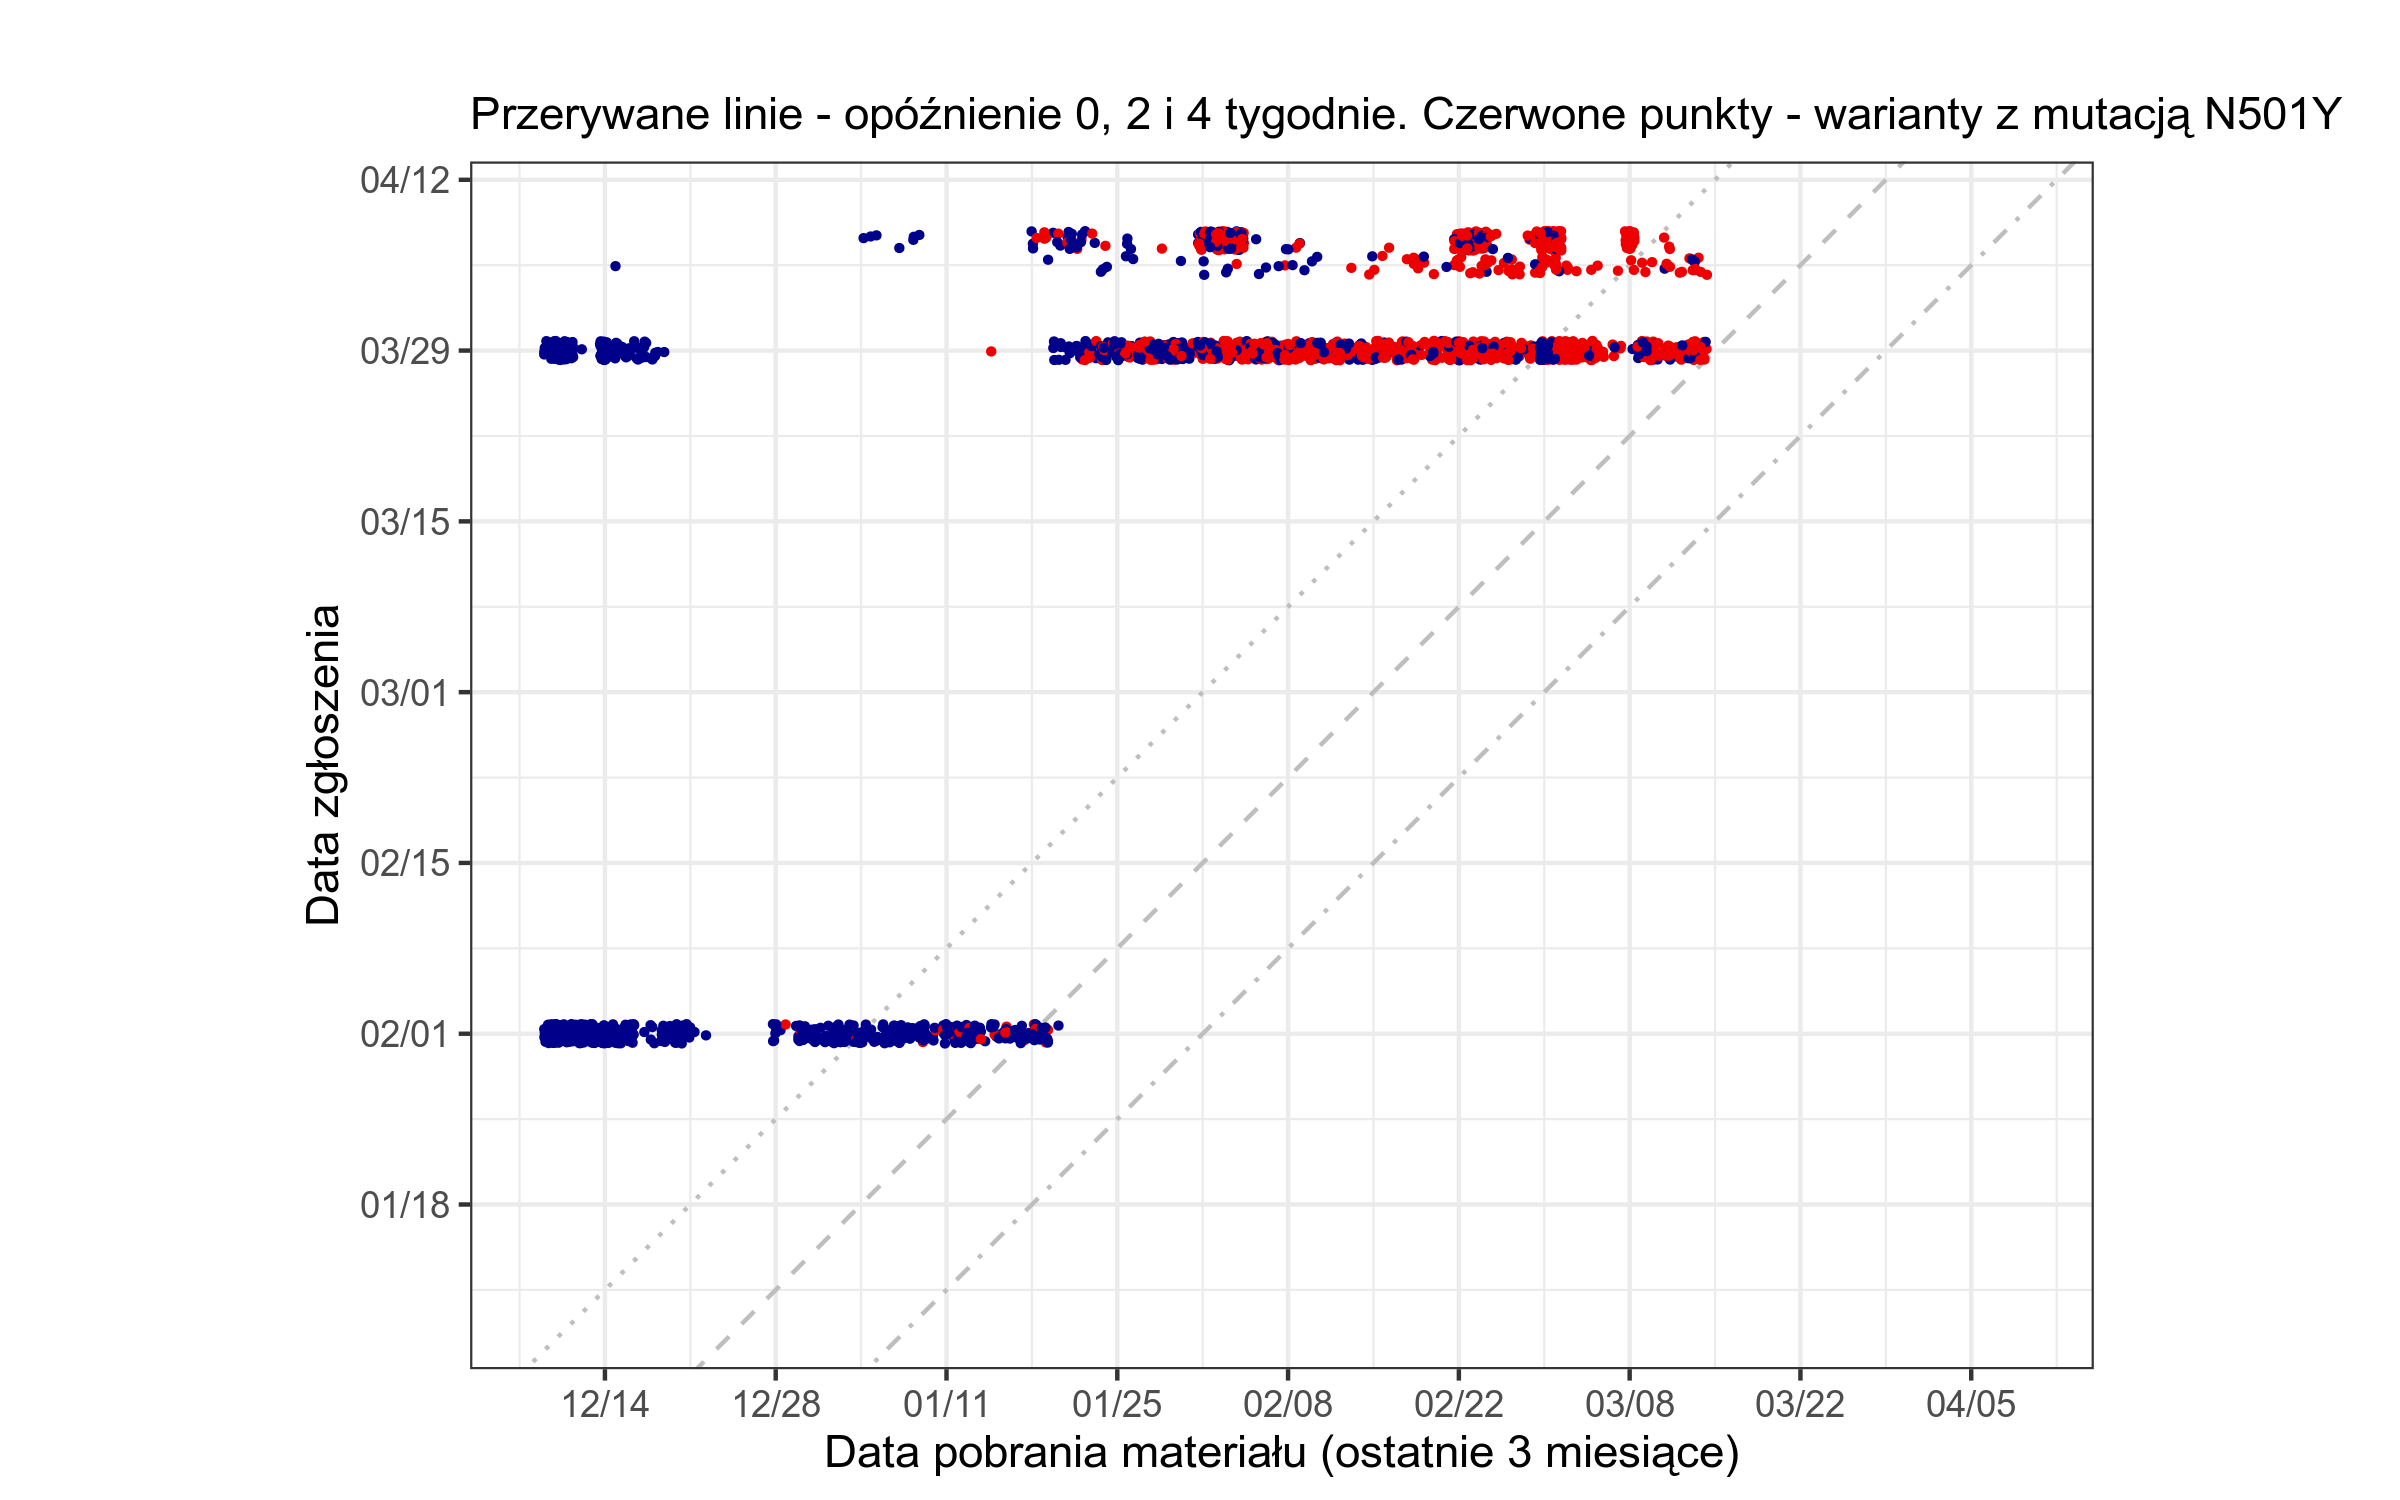 Przerywane linie - opóźnienie 0, 2 i 4 tygodnie. Czerwone punkty - warianty z mutacją N501Y
04/12
03/29
03/15
03/01
02/15
02/01
01/18
Data zgłoszenia
12/14 12/28 01/11 01/25 02/08 02/22 03/08 03/22 04/05
Data pobrania materiału (ostatnie 3 miesiące)